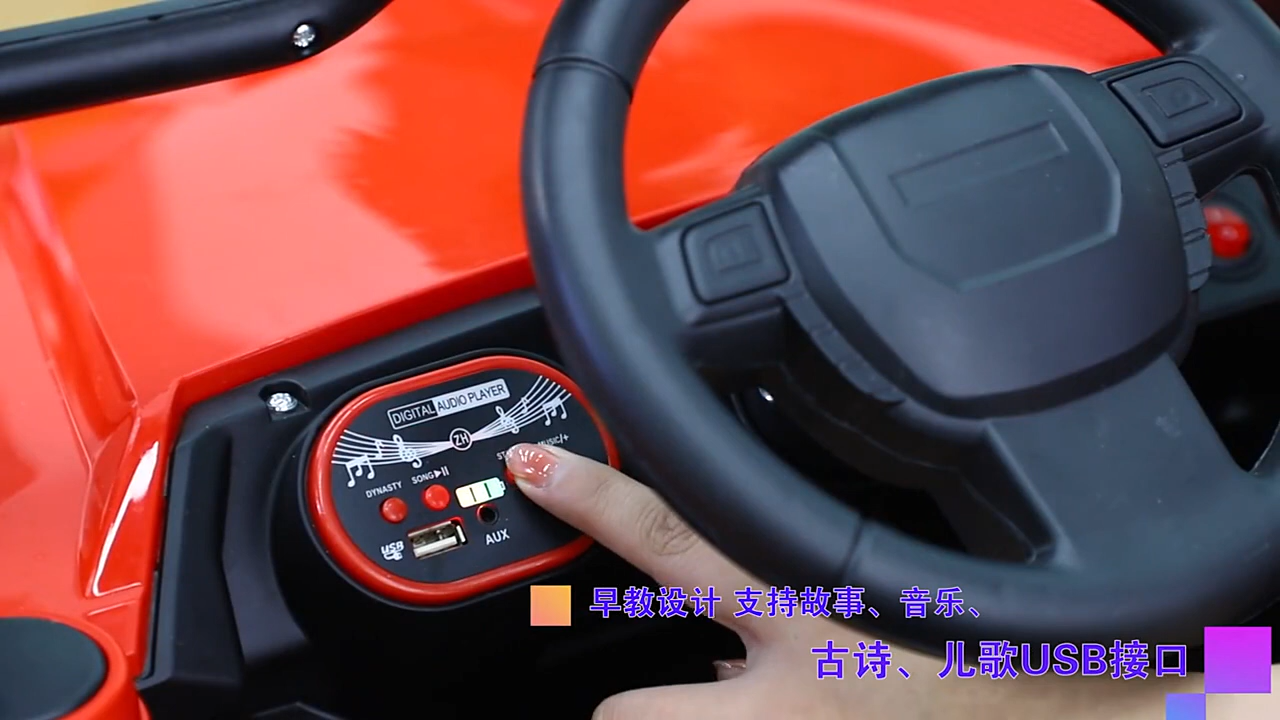 DIGITAL AUDIO PLAYER
ZH
MUSIC/+
DYNASTY SONG
USB
AUX
早教设计 支持故事、音乐、
古诗、儿歌USB接口